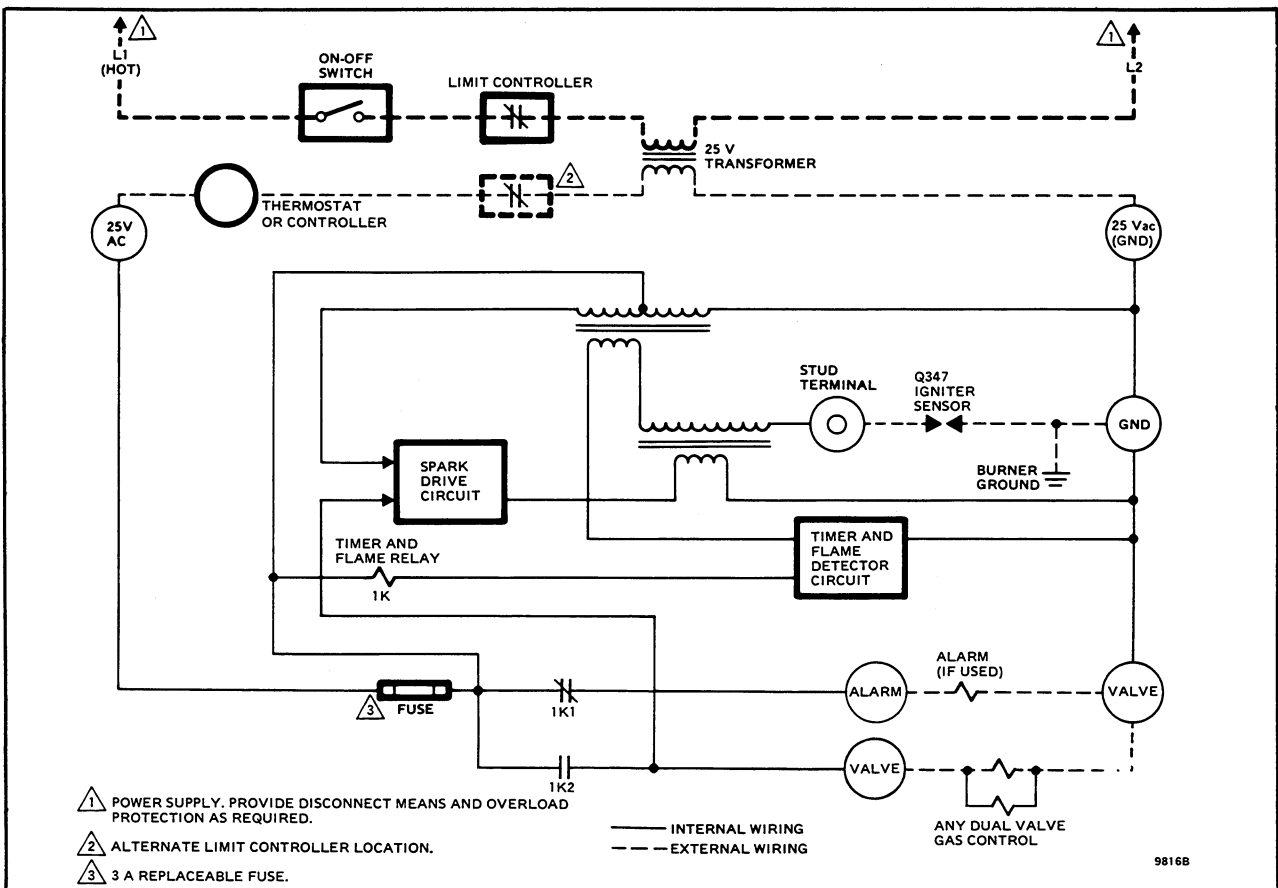 1
1
L1
(HOT)
ON-OFF
SWITCH
LIMIT CONTROLLER
L2
25 V
TRANSFORMER
2
THERMOSTAT
OR CONTROLLER
25V
AC
25 Vac
(GND)
STUD
TERMINAL
Q347
IGNITER
SENSOR
GND
BURNER
GROUND
SPARK
DRIVE
CIRCUIT
TIMER AND
FLAME RELAY
1K
TIMER AND
FLAME
DETECTOR
CIRCUIT
ALARM
(IF USED)
3
FUSE
1K1
ALARM
VALVE
1K2
VALVE
ANY DUAL VALVE
GAS CONTROL
1 POWER SUPPLY. PROVIDE DISCONNECT MEANS AND OVERLOAD
PROTECTION AS REQUIRED.
2 ALTERNATE LIMIT CONTROLLER LOCATION.
3 3 A REPLACEABLE FUSE.
INTERNAL WIRING
EXTERNAL WIRING
9816B